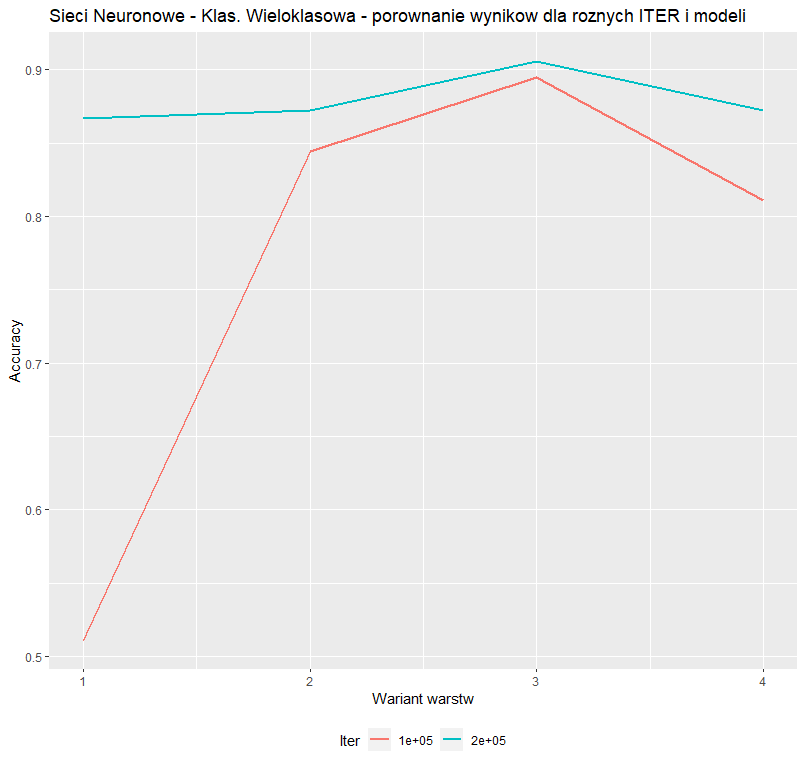 Sieci Neuronowe - Klas. Wieloklasowa - porownanie wynikow dla roznych ITER i modeli
0.9
0.8
0.7
0.6
0.5
Accuracy
1 2 3 4
Wariant warstw
Iter 1e+05 2e+05